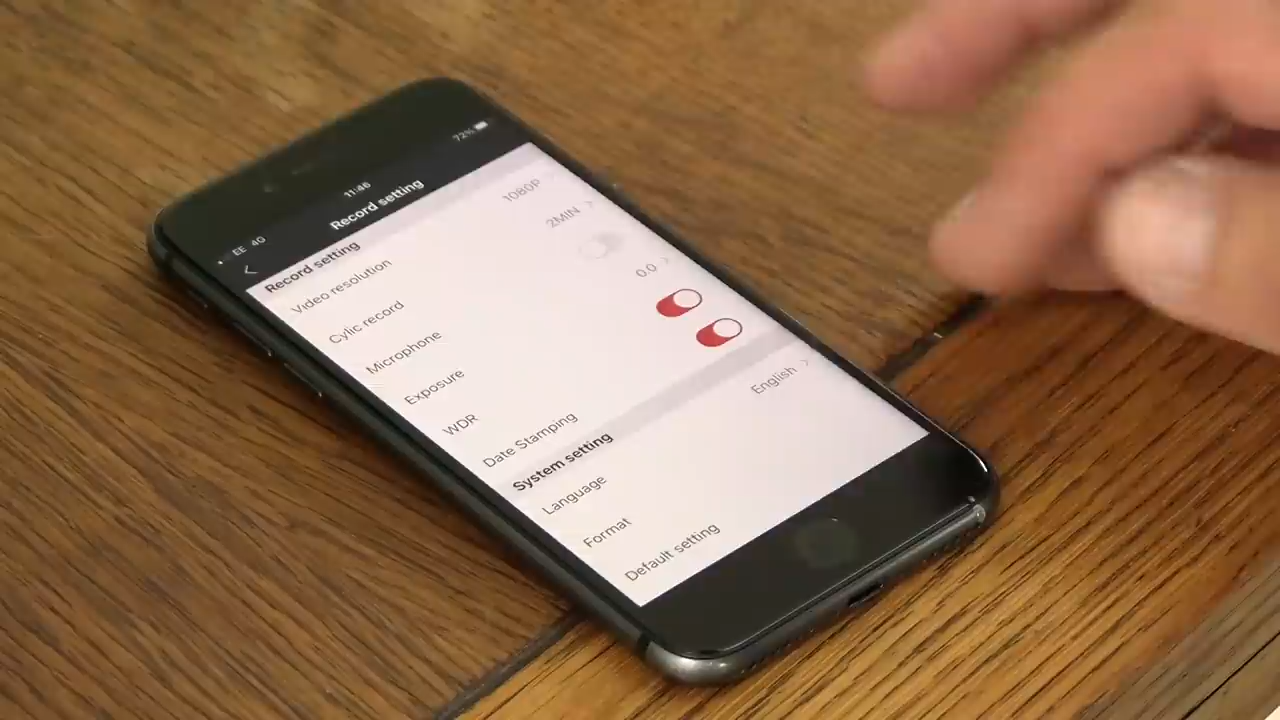 EE 4G 11:46 72%
Record setting
Record setting
Video resolution 1080P
Cylic record 2MIN
Microphone
Exposure 0.0
WDR
Date Stamping
System setting
Language English
Format
Default setting